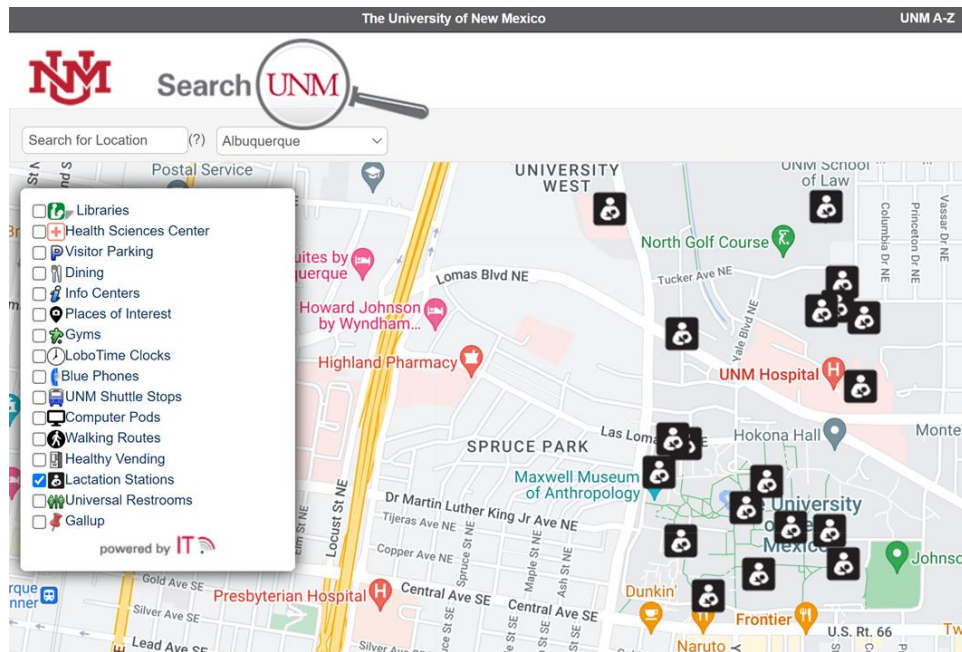 The University of New Mexico
UNM A-Z
NM
Search UNM
Search for Location
(?)
Albuquerque
Postal Service
UNIVERSITY
WEST
UNM School
of Law
Libraries
Health Sciences Center
Visitor Parking
Dining
Info Centers
Places of Interest
Gyms
LoboTime Clocks
Blue Phones
UNM Shuttle Stops
Computer Pods
Walking Routes
Healthy Vending
Lactation Stations
Universal Restrooms
Gallup
powered by IT
Columbia Dr NE
Princeton Dr NE
Vassar Dr NE
North Golf Course
Tucker Ave NE
Lomas Blvd NE
Howard Johnson
by Wyndham...
Yale Blvd NE
Highland Pharmacy
UNM Hospital
H
SPRUCE PARK
Las Loma
Hokona Hall
Monte
Maxwell Museum
of Anthropology
University
of
Mexico
Locust St NE
Dr Martin Luther King Jr Ave NE
Tijeras Ave NE
Elm St NE
Spruce St NE
Maple St NE
Ash St NE
Copper Ave NE
Johnso
Gold Ave SE
Presbyterian Hospital
H
Central Ave SE
Central Ave SE
Dunkin'
Frontier
Silver Ave SE
U.S. Rt. 66
Lead Ave SE
Naruto